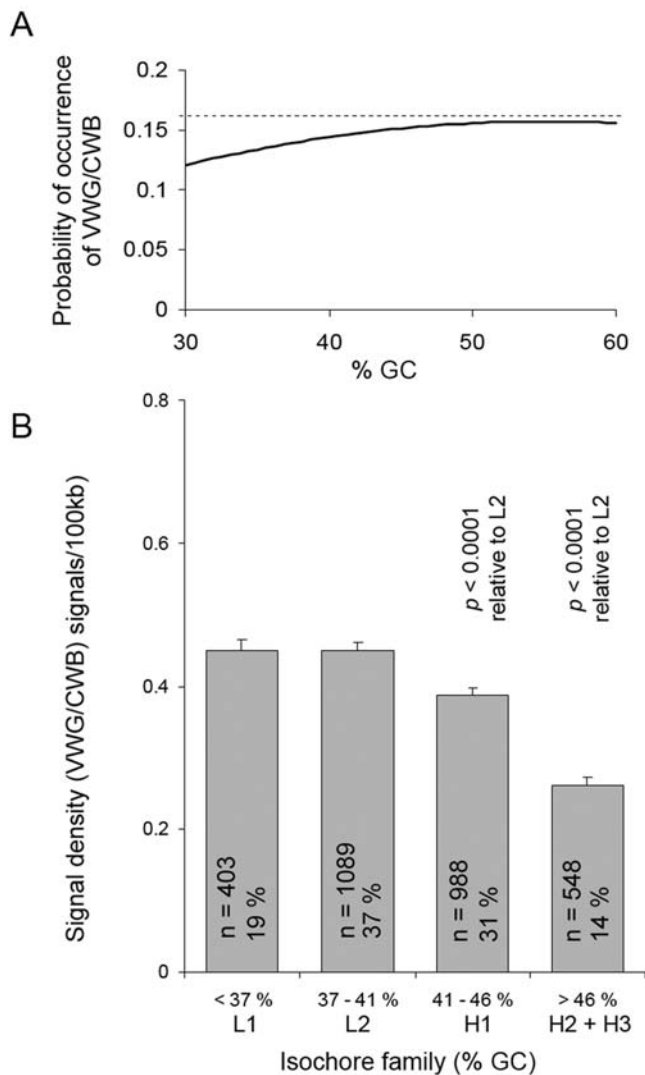 A
Probability of occurrence
of VWG/CWB
0.2
0.15
0.1
0.05
0
30
40
50
60
% GC
B
Signal density (VWG/CWB) signals/100kb
0.8
0.6
0.4
0.2
0
p < 0.0001
relative to L2
p < 0.0001
relative to L2
n = 403
19 %
n = 1089
37 %
n = 988
31 %
n = 548
14 %
< 37 %
37 - 41 %
41 - 46 %
> 46 %
L1
L2
H1
H2 + H3
Isochore family (% GC)